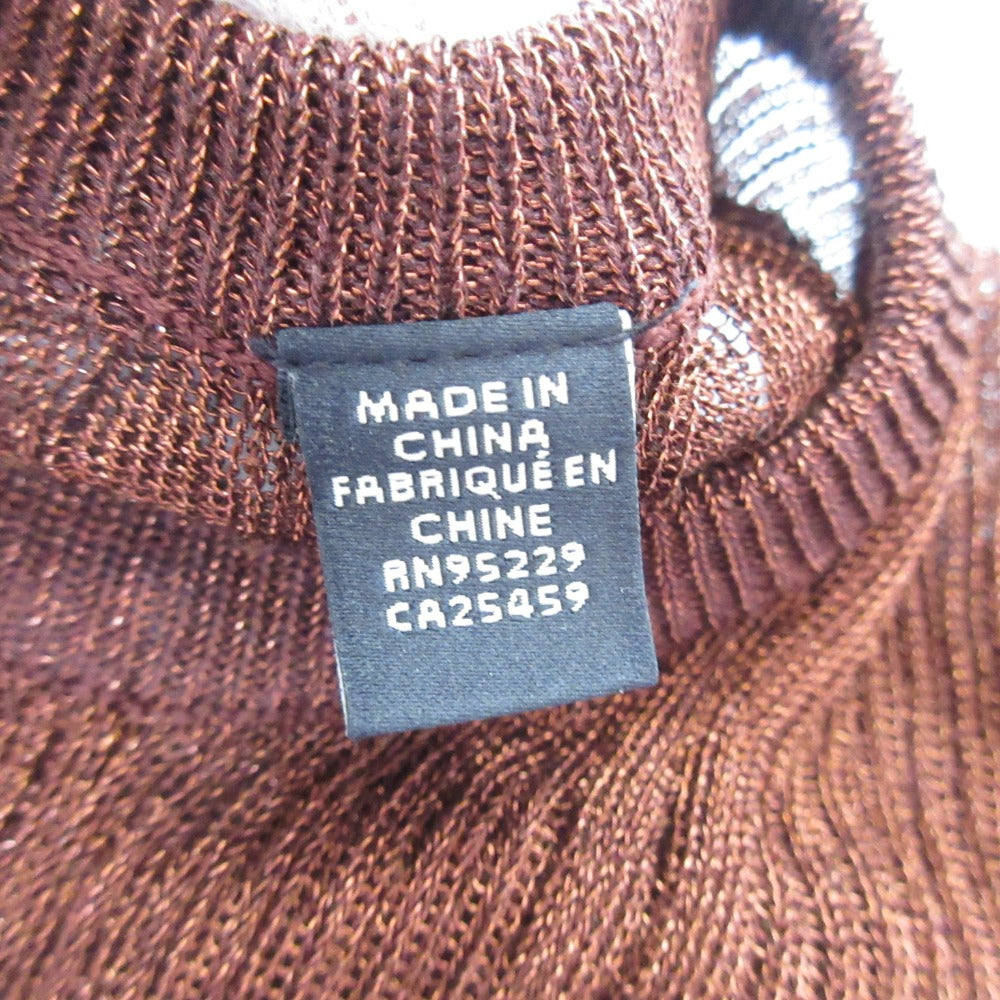 MADE IN
CHINA
FABRIQUÉ EN
CHINE
RN95229
CA25459